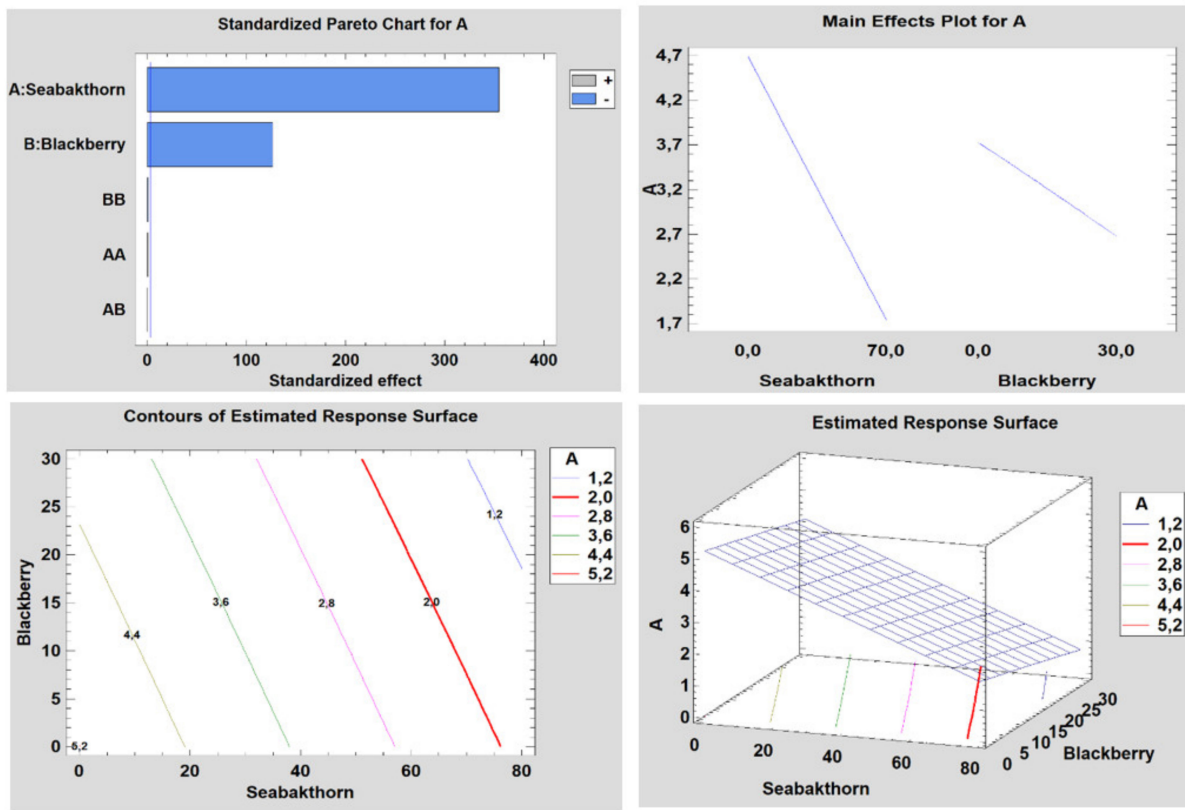 Standardized Pareto Chart for A
A:Seabakthorn
B:Blackberry
BB
AA
AB
+
-
0 100 200 300 400
Standardized effect
Main Effects Plot for A
A
4,7
4,2
3,7
3,2
2,7
2,2
1,7
0,0 70,0 0,0 30,0
Seabakthorn Blackberry
Contours of Estimated Response Surface
Blackberry
30
25
20
15
10
5
0
1,2
3,6
2,8
2,0
4,4
5,2
0 20 40 60 80
Seabakthorn
A
1,2
2,0
2,8
3,6
4,4
5,2
Estimated Response Surface
A
6
5
4
3
2
1
0
0 20 40 60 80
Seabakthorn
0 5 10 15 20 25 30
Blackberry
A
1,2
2,0
2,8
3,6
4,4
5,2